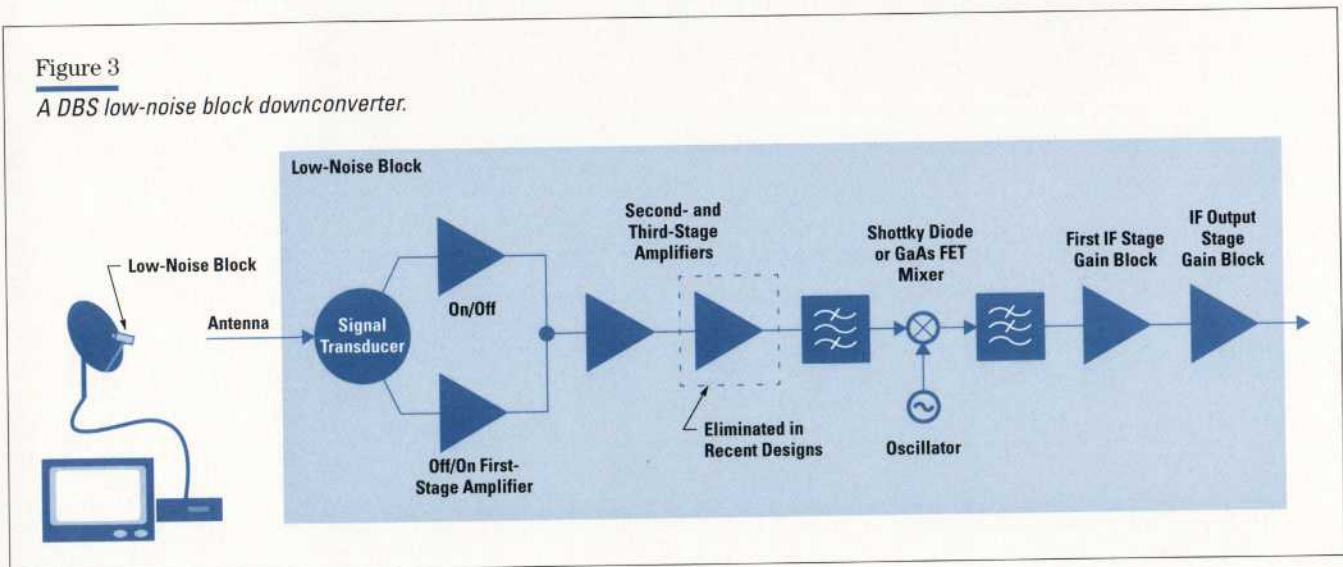 Figure 3
A DBS low-noise block downconverter.
Low-Noise Block
Low-Noise Block
Antenna
Signal
Transducer
On/Off
Off/On First-
Stage Amplifier
Second- and
Third-Stage
Amplifiers
Eliminated in
Recent Designs
Shottky Diode
or GaAs FET
Mixer
Oscillator
First IF Stage
Gain Block
IF Output
Stage
Gain Block